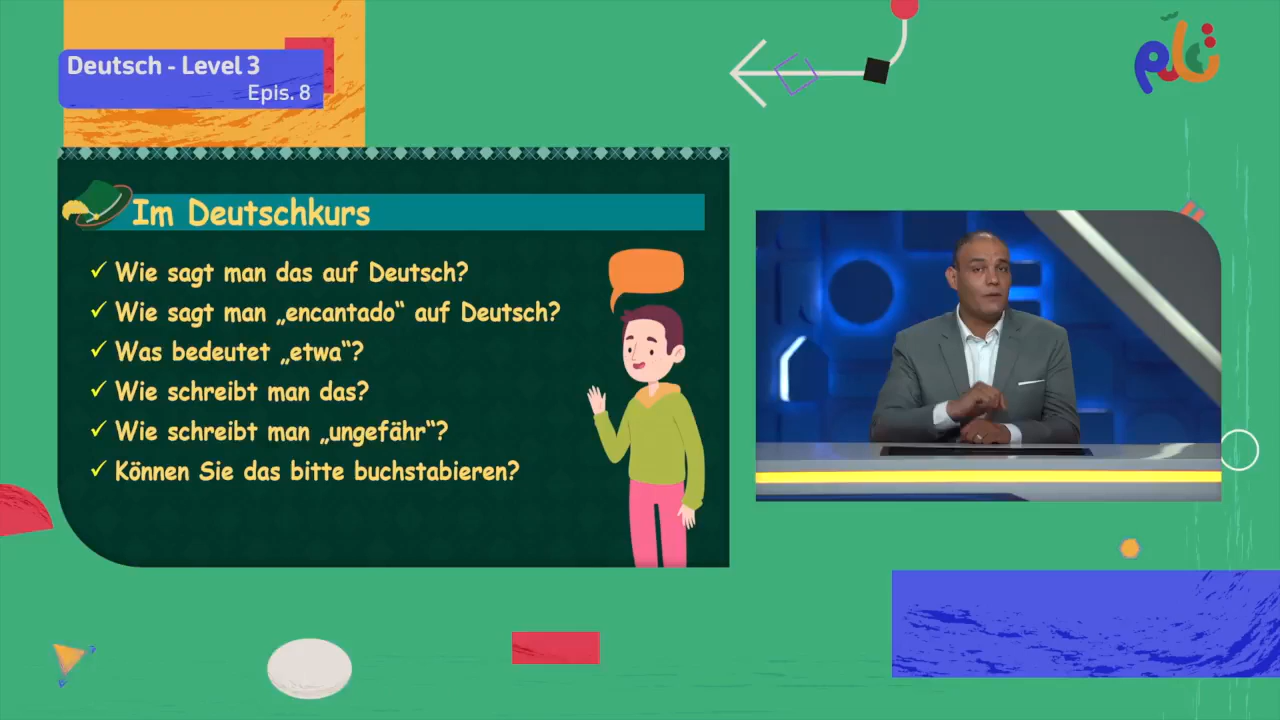 Deutsch - Level 3
Epis. 8
Im Deutschkurs
✓ Wie sagt man das auf Deutsch?
✓ Wie sagt man „encantado“ auf Deutsch?
✓ Was bedeutet „etwa“?
✓ Wie schreibt man das?
✓ Wie schreibt man „ungefähr“?
✓ Können Sie das bitte buchstabieren?